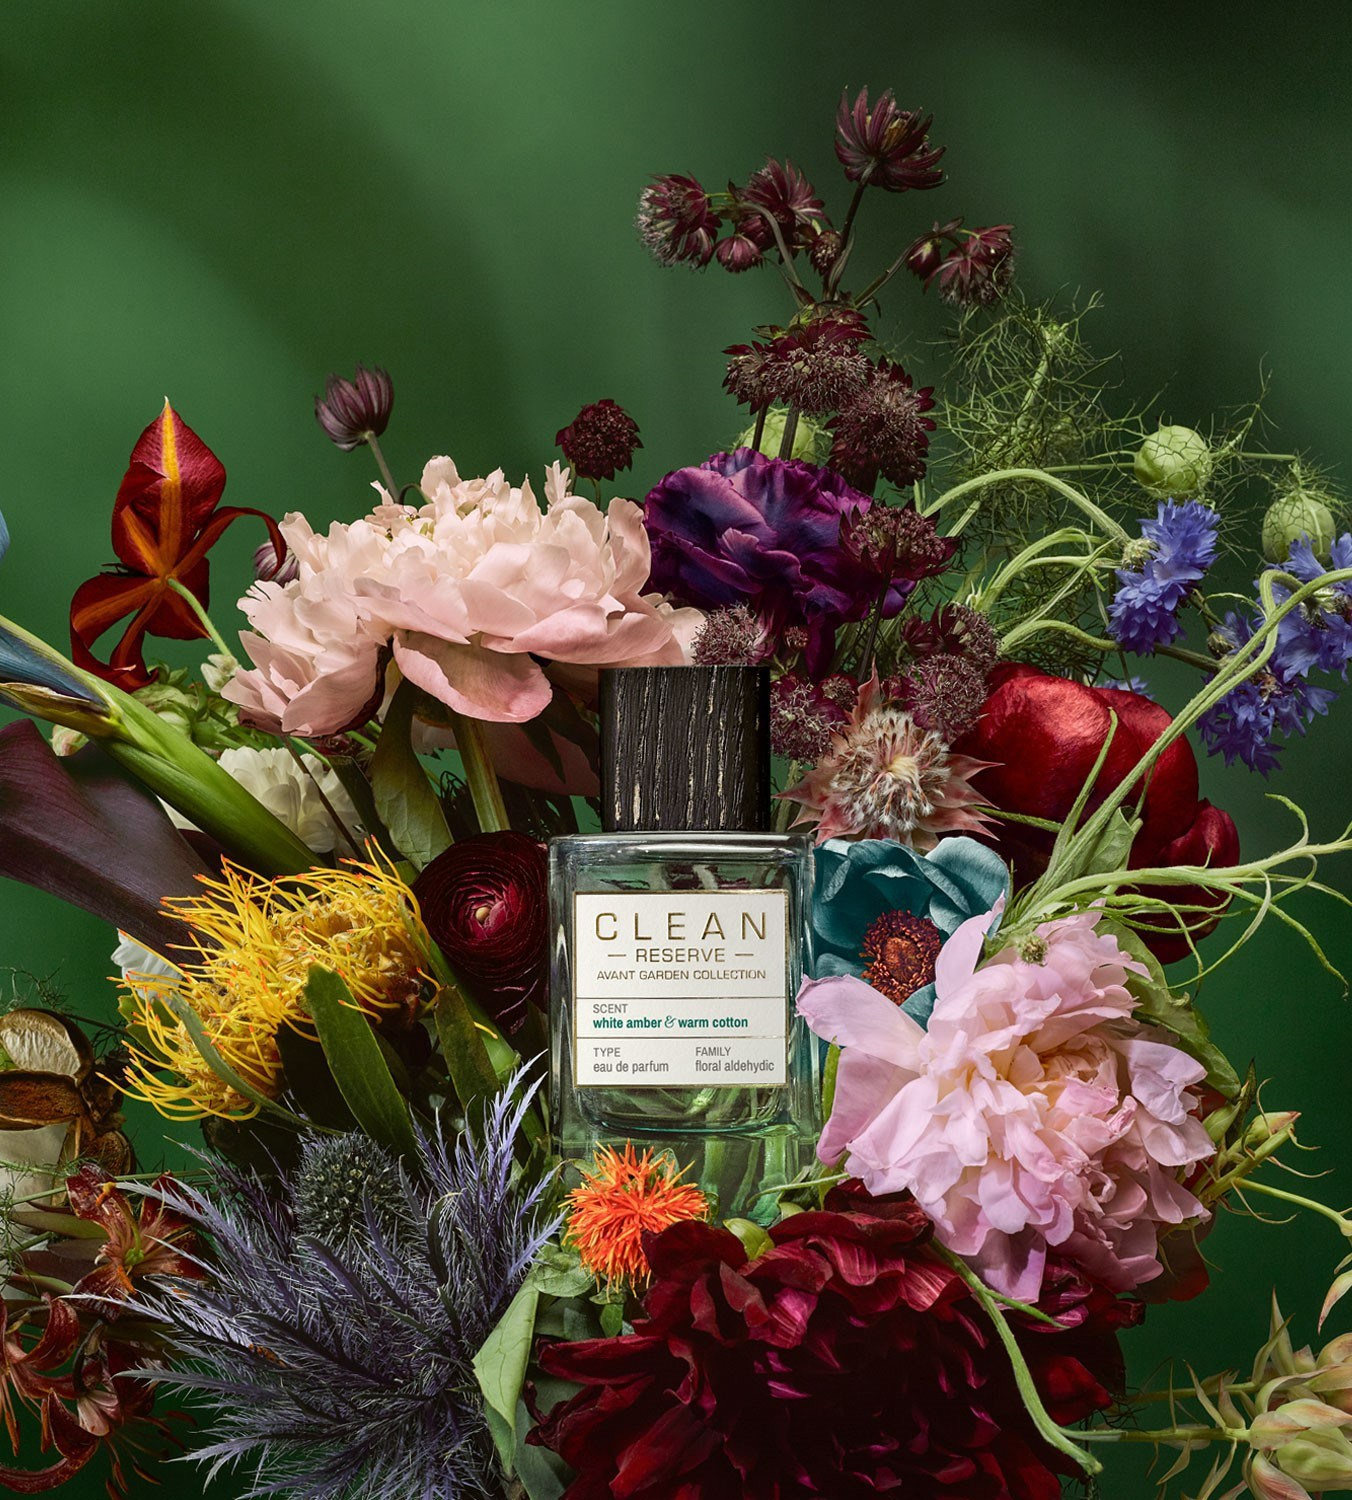 CLEAN
— RESERVE —
AVANT GARDEN COLLECTION
SCENT
white amber & warm cotton
TYPE
eau de parfum
FAMILY
floral aldehydic